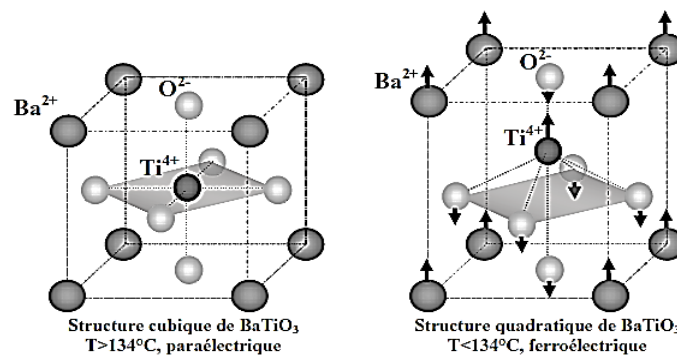 O²⁻
Ba²⁺
Ti⁴⁺
Structure cubique de BaTiO₃
T>134°C, paraélectrique
O²⁻
Ba²⁺
Ti⁴⁺
Structure quadratique de BaTiO₃
T<134°C, ferroélectrique